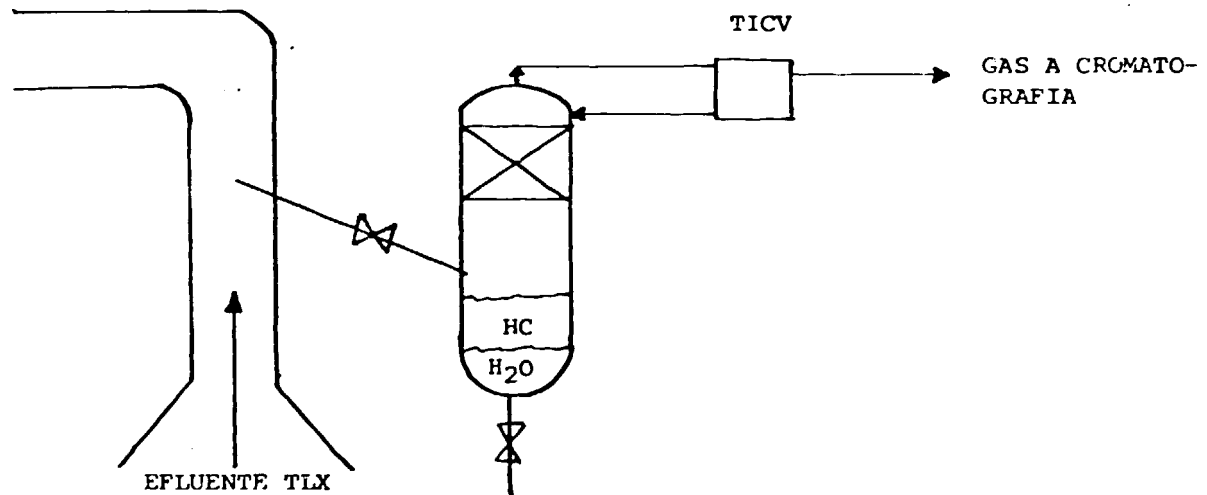 TICV
GAS A CROMATO-
GRAFIA
HC
H2O
EFLUENTE TLX